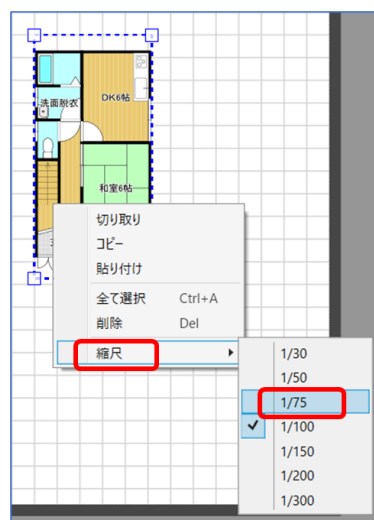 洗面脱衣
DK6帖
和室6帖
切り取り
コピー
貼り付け
全て選択 Ctrl+A
削除 Del
縮尺
1/30
1/50
1/75
1/100
1/150
1/200
1/300